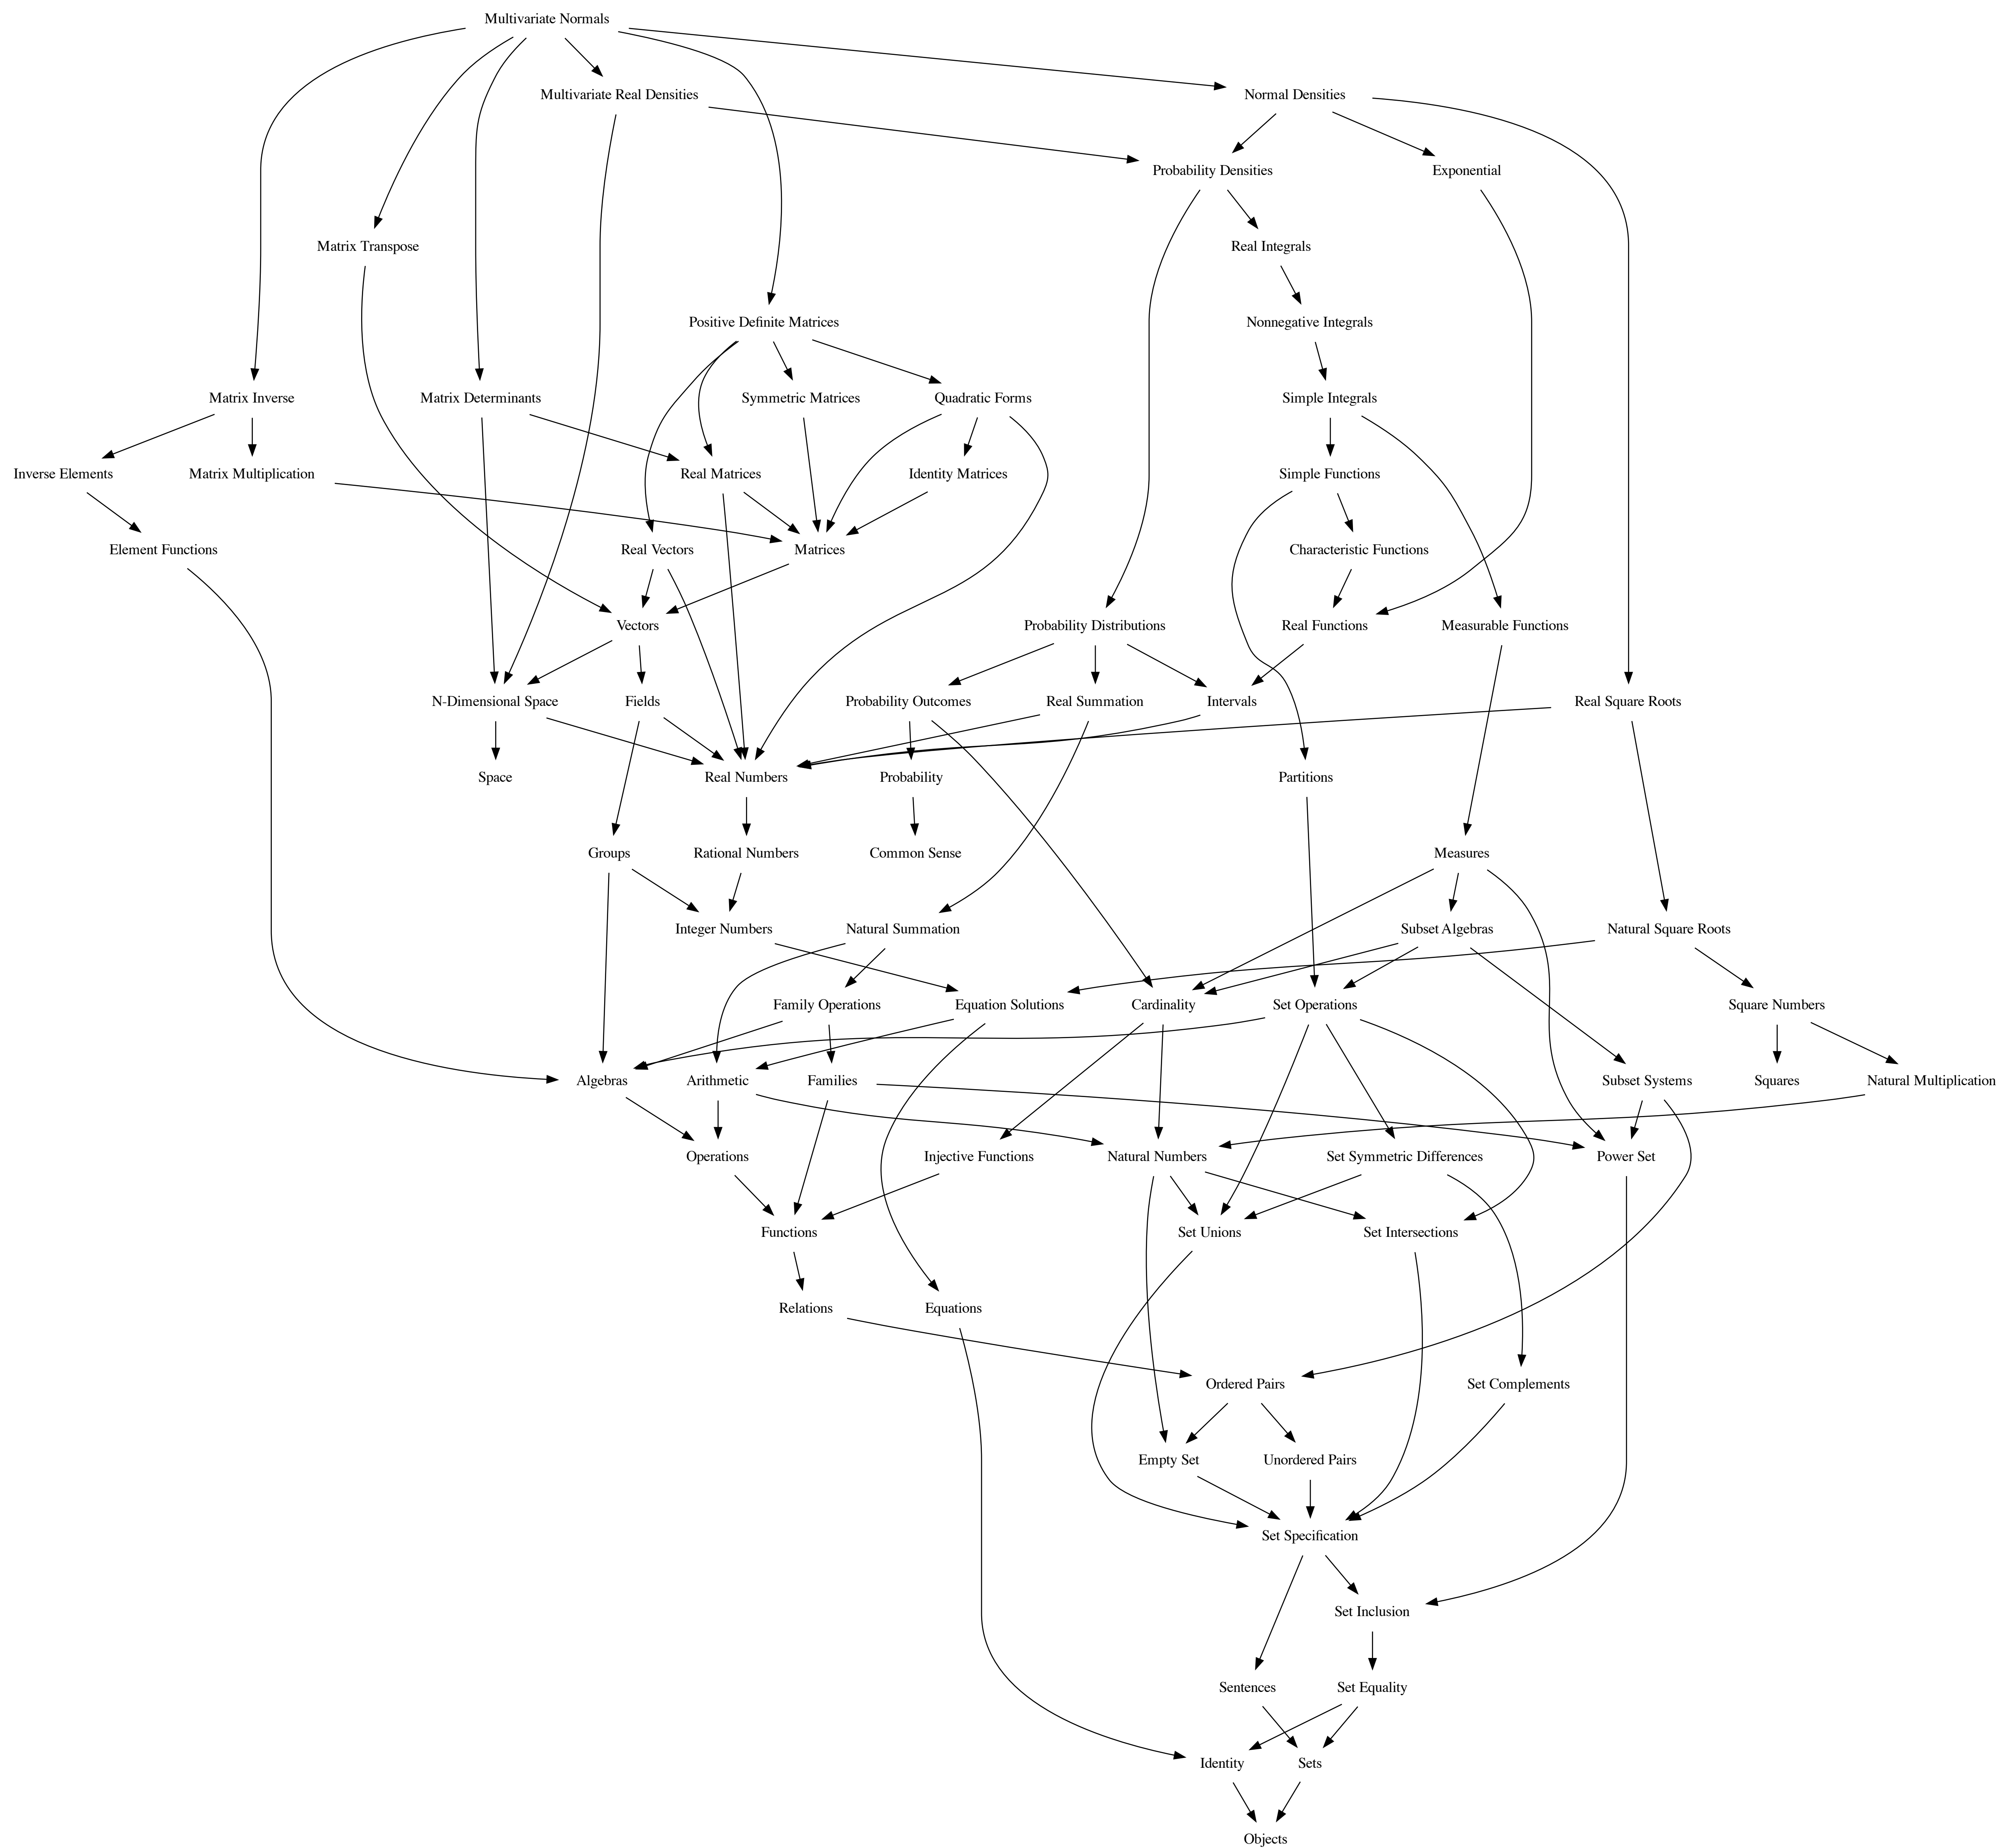 Multivariate Normals
Multivariate Real Densities
Normal Densities
Probability Densities
Exponential
Matrix Transpose
Real Integrals
Positive Definite Matrices
Nonnegative Integrals
Matrix Inverse
Matrix Determinants
Symmetric Matrices
Quadratic Forms
Simple Integrals
Inverse Elements
Matrix Multiplication
Real Matrices
Identity Matrices
Simple Functions
Element Functions
Real Vectors
Matrices
Characteristic Functions
Vectors
Probability Distributions
Real Functions
Measurable Functions
N-Dimensional Space
Fields
Probability Outcomes
Real Summation
Intervals
Real Square Roots
Space
Real Numbers
Probability
Partitions
Groups
Rational Numbers
Common Sense
Measures
Integer Numbers
Natural Summation
Subset Algebras
Natural Square Roots
Family Operations
Equation Solutions
Cardinality
Set Operations
Square Numbers
Algebras
Arithmetic
Families
Subset Systems
Squares
Natural Multiplication
Operations
Injective Functions
Natural Numbers
Set Symmetric Differences
Power Set
Functions
Set Unions
Set Intersections
Relations
Equations
Ordered Pairs
Set Complements
Empty Set
Unordered Pairs
Set Specification
Set Inclusion
Sentences
Set Equality
Identity
Sets
Objects